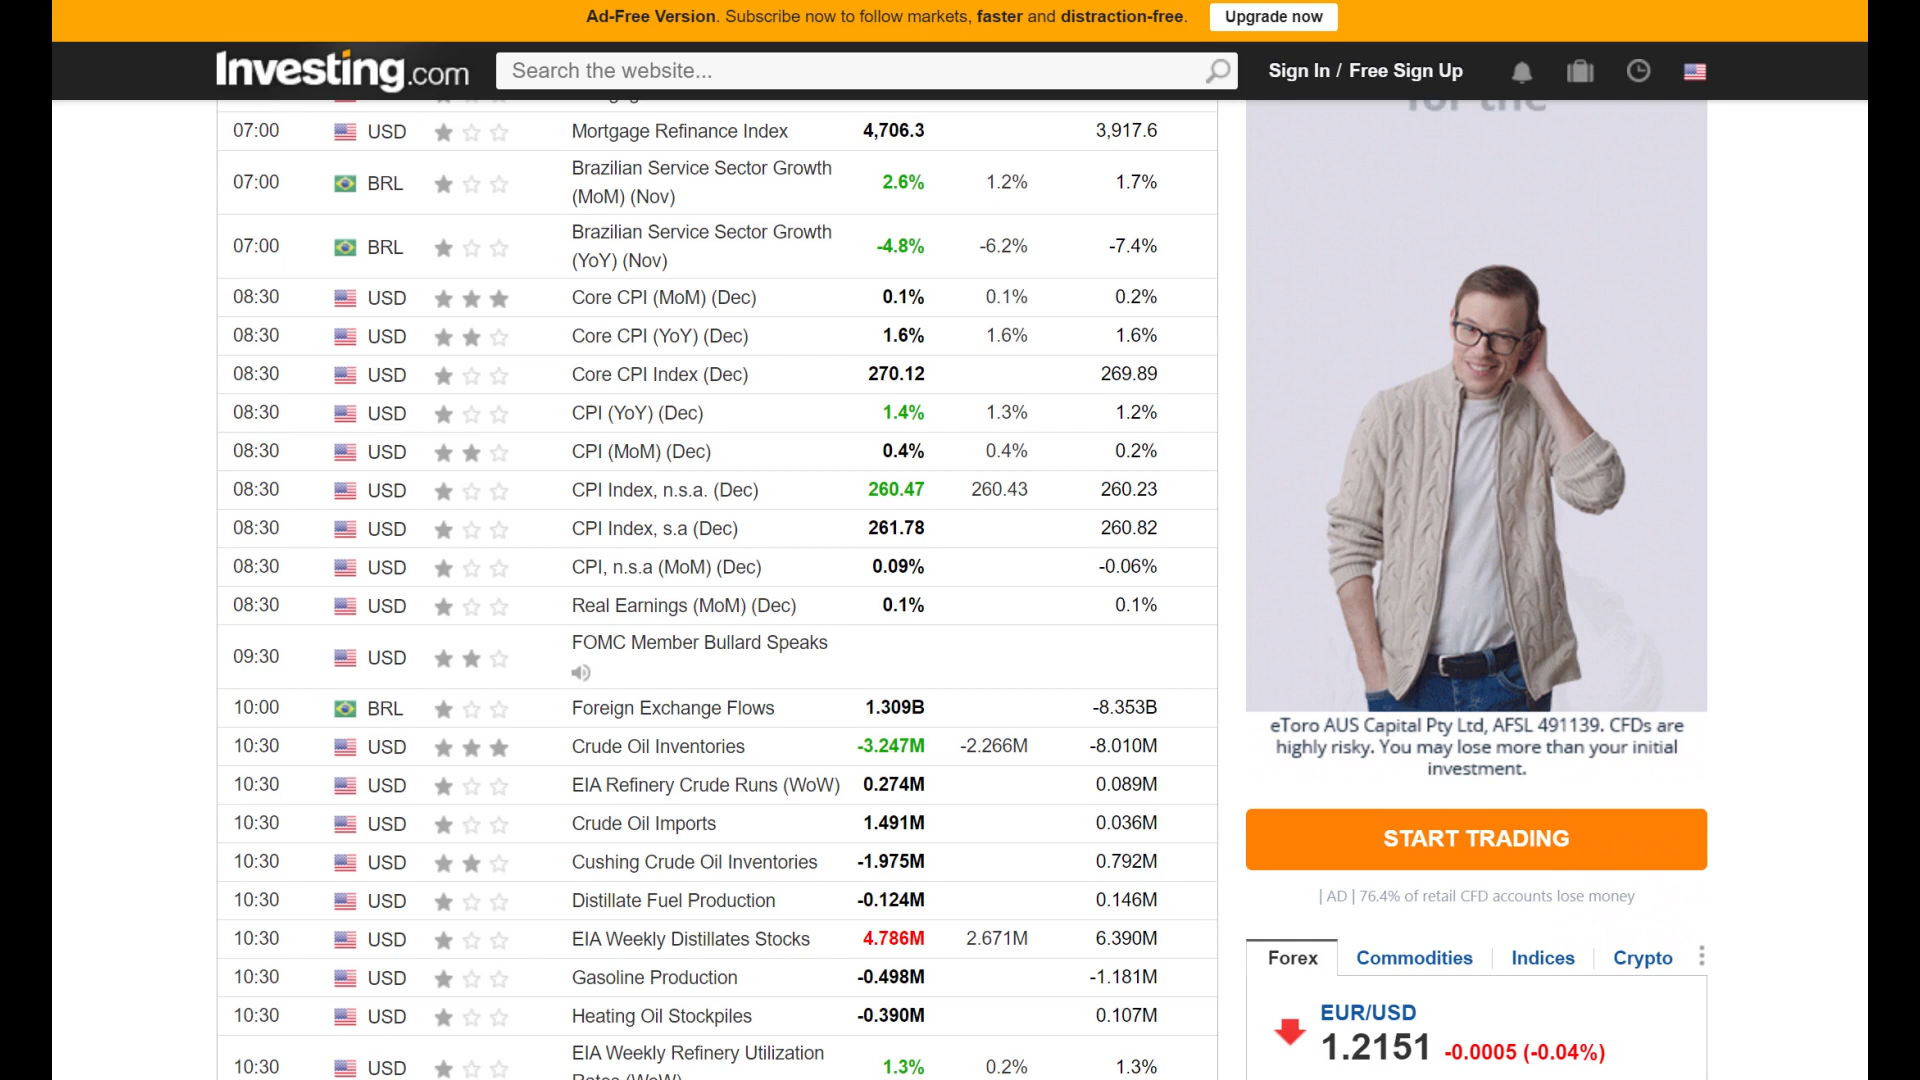 Ad-Free Version. Subscribe now to follow markets, faster and distraction-free. Upgrade now
Investing.com Search the website... Sign In / Free Sign Up
for the
07:00 USD Mortgage Refinance Index 4,706.3 3,917.6
07:00 BRL Brazilian Service Sector Growth (MoM) (Nov) 2.6% 1.2% 1.7%
07:00 BRL Brazilian Service Sector Growth (YoY) (Nov) -4.8% -6.2% -7.4%
08:30 USD Core CPI (MoM) (Dec) 0.1% 0.1% 0.2%
08:30 USD Core CPI (YoY) (Dec) 1.6% 1.6% 1.6%
08:30 USD Core CPI Index (Dec) 270.12 269.89
08:30 USD CPI (YoY) (Dec) 1.4% 1.3% 1.2%
08:30 USD CPI (MoM) (Dec) 0.4% 0.4% 0.2%
08:30 USD CPI Index, n.s.a. (Dec) 260.47 260.43 260.23
08:30 USD CPI Index, s.a (Dec) 261.78 260.82
08:30 USD CPI, n.s.a (MoM) (Dec) 0.09% -0.06%
08:30 USD Real Earnings (MoM) (Dec) 0.1% 0.1%
09:30 USD FOMC Member Bullard Speaks
10:00 BRL Foreign Exchange Flows 1.309B -8.353B
10:30 USD Crude Oil Inventories -3.247M -2.266M -8.010M
10:30 USD EIA Refinery Crude Runs (WoW) 0.274M 0.089M
10:30 USD Crude Oil Imports 1.491M 0.036M
10:30 USD Cushing Crude Oil Inventories -1.975M 0.792M
10:30 USD Distillate Fuel Production -0.124M 0.146M
10:30 USD EIA Weekly Distillates Stocks 4.786M 2.671M 6.390M
10:30 USD Gasoline Production -0.498M -1.181M
10:30 USD Heating Oil Stockpiles -0.390M 0.107M
10:30 USD EIA Weekly Refinery Utilization 1.3% 0.2% 1.3%
eToro AUS Capital Pty Ltd, AFSL 491139. CFDs are
highly risky. You may lose more than your initial
investment.
START TRADING
| AD | 76.4% of retail CFD accounts lose money
Forex Commodities Indices Crypto
EUR/USD
1.2151 -0.0005 (-0.04%)